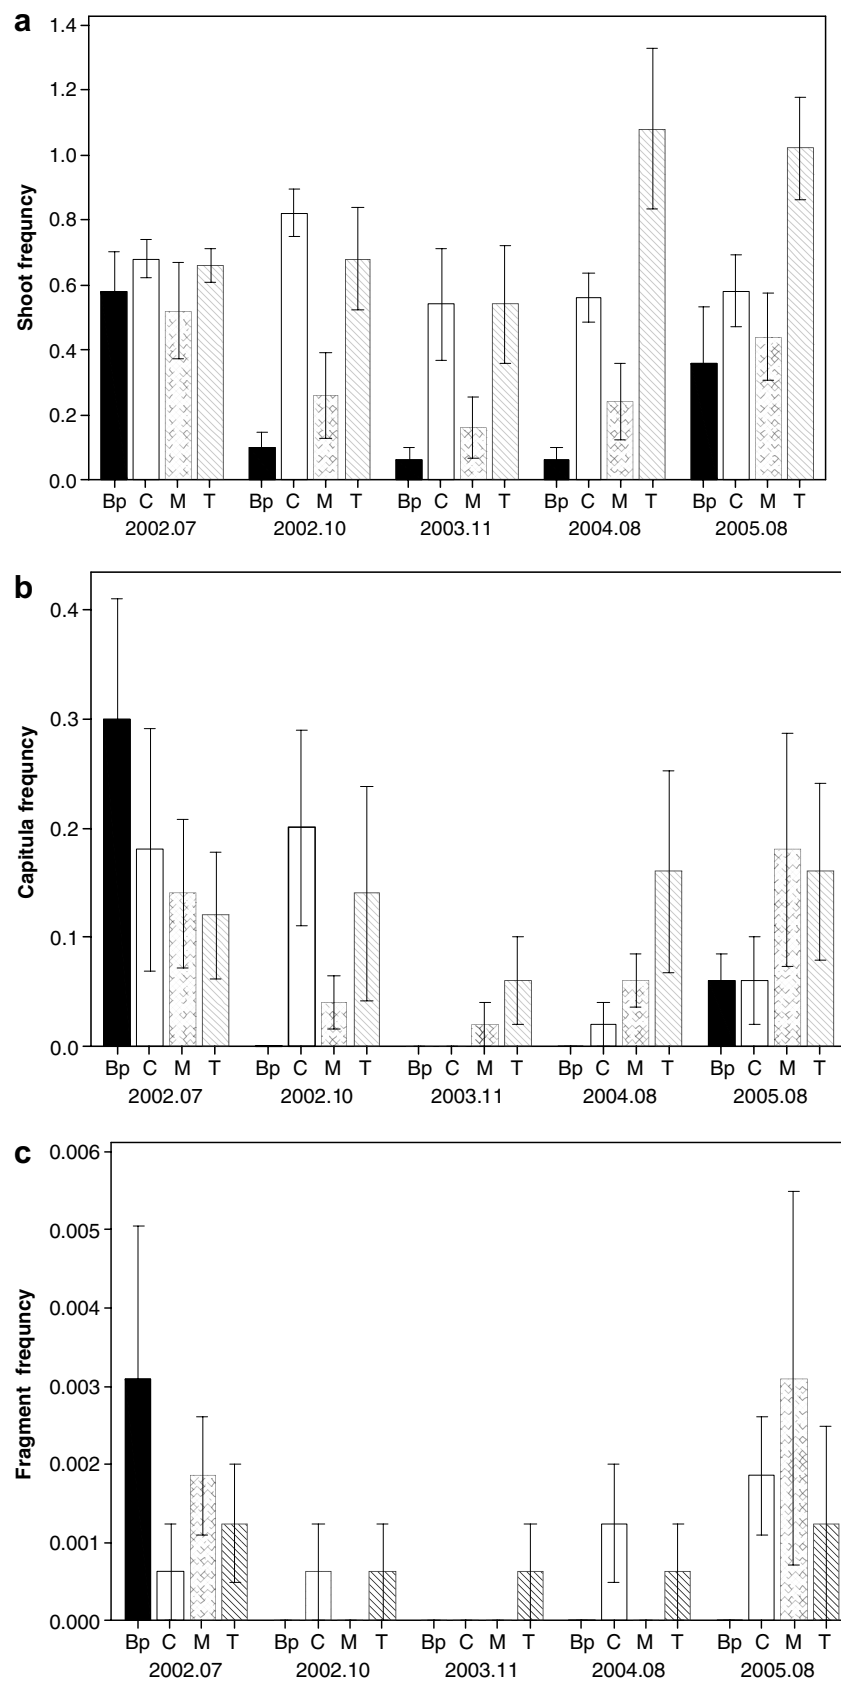 a
Shoot frequncy
1.4
1.2
1.0
0.8
0.6
0.4
0.2
0.0
Bp C M T Bp C M T Bp C M T Bp C M T Bp C M T
2002.07 2002.10 2003.11 2004.08 2005.08
b
Capitula frequncy
0.4
0.3
0.2
0.1
0.0
Bp C M T Bp C M T Bp C M T Bp C M T Bp C M T
2002.07 2002.10 2003.11 2004.08 2005.08
c
Fragment frequncy
0.006
0.005
0.004
0.003
0.002
0.001
0.000
Bp C M T Bp C M T Bp C M T Bp C M T Bp C M T
2002.07 2002.10 2003.11 2004.08 2005.08